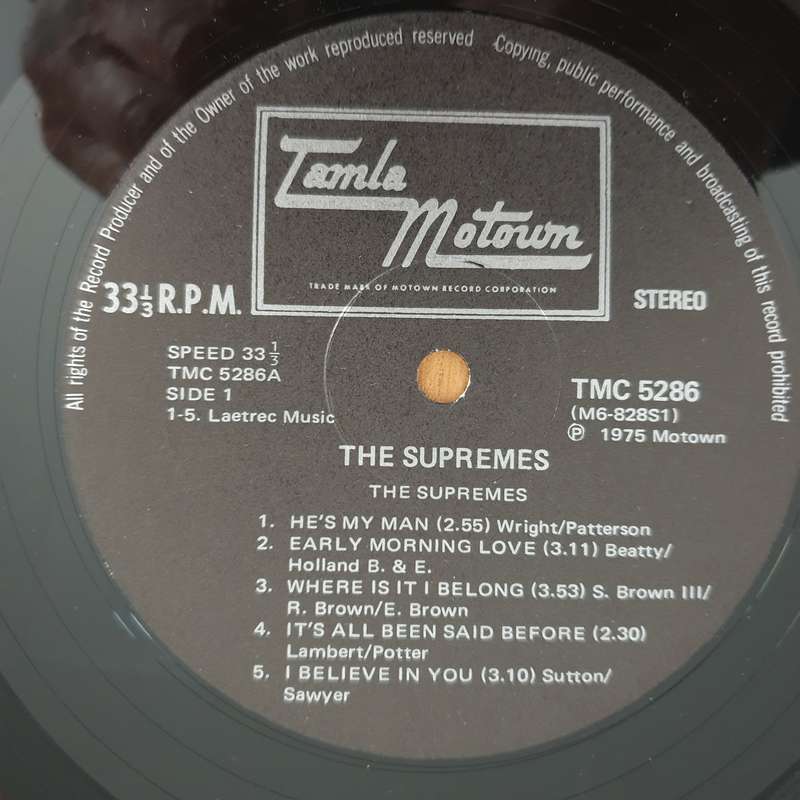 All rights of the Record Producer and of the Owner of the work reproduced reserved
Copying, public performance and broadcasting of this record prohibited
Tamla
Motown
TRADE MARK OF MOTOWN RECORD CORPORATION
33⅓ R.P.M.
STEREO
SPEED 33⅓
TMC 5286A
SIDE 1
1-5. Laetrec Music
TMC 5286
(M6-828S1)
Ⓟ 1975 Motown
THE SUPREMES
THE SUPREMES
1. HE'S MY MAN (2.55) Wright/Patterson
2. EARLY MORNING LOVE (3.11) Beatty/
Holland B. & E.
3. WHERE IS IT I BELONG (3.53) S. Brown III/
R. Brown/E. Brown
4. IT'S ALL BEEN SAID BEFORE (2.30)
Lambert/Potter
5. I BELIEVE IN YOU (3.10) Sutton/
Sawyer